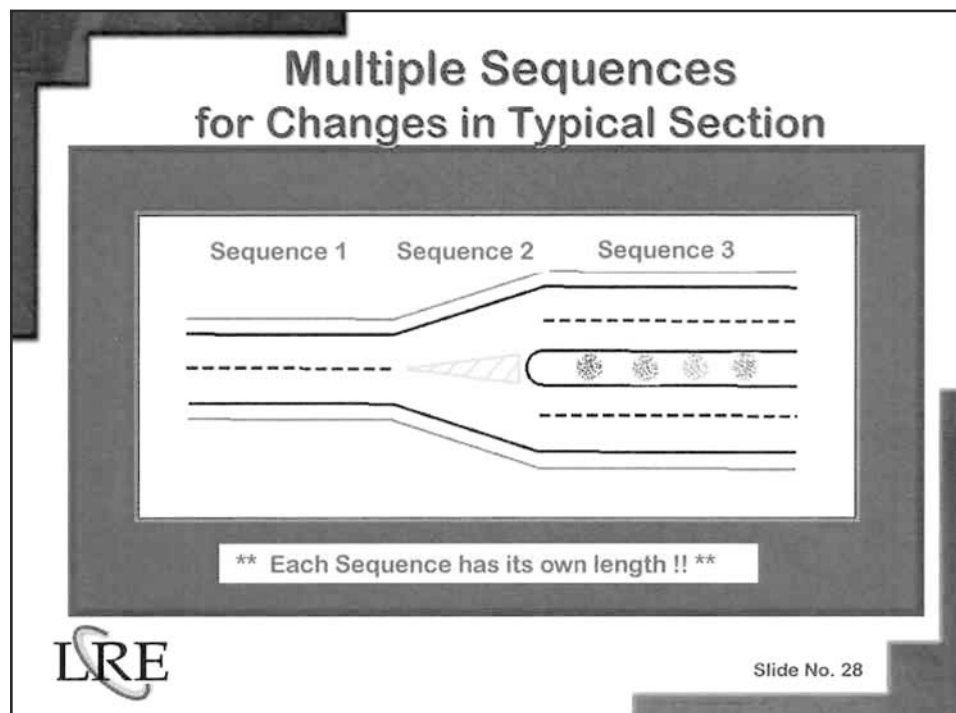 Multiple Sequences
for Changes in Typical Section
Sequence 1 Sequence 2 Sequence 3
** Each Sequence has its own length !! **
LRE
Slide No. 28